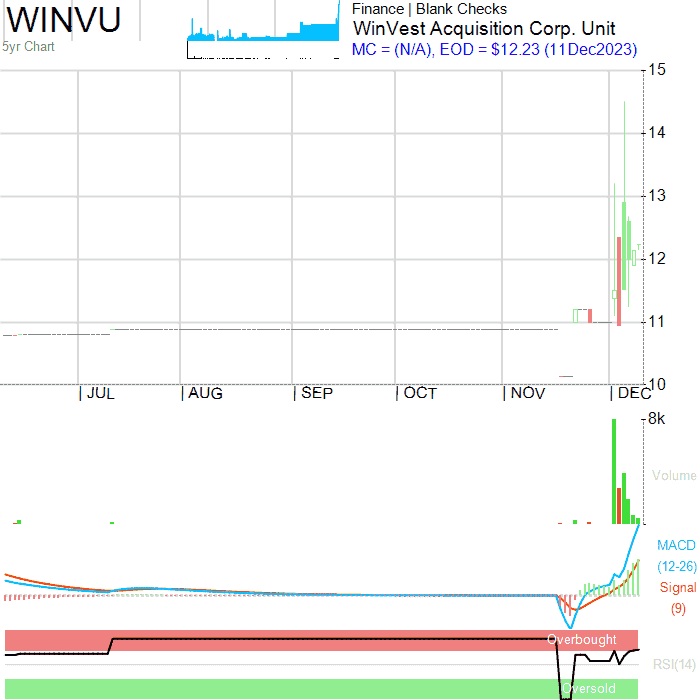 WINVU
5yr Chart
Finance | Blank Checks
WinVest Acquisition Corp. Unit
MC = (N/A), EOD = $12.23 (11Dec2023)
15
14
13
12
11
10
| JUL | AUG | SEP | OCT | NOV | DEC
8k
Volume
MACD
(12-26)
Signal
(9)
Overbought
RSI(14)
Oversold